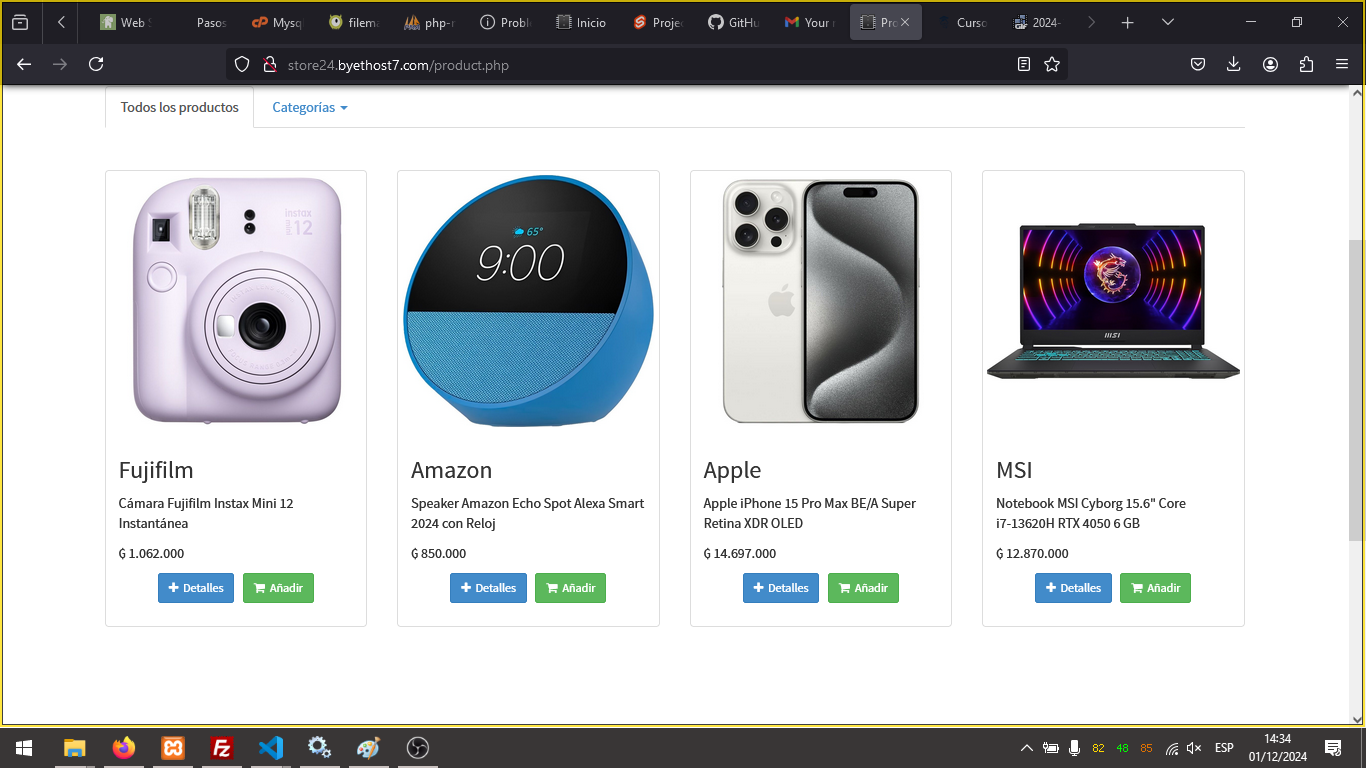 Web S
Pasos
Mysql
filema
php-m
Proble
Inicio
Projec
GitHu
Your n
Pro
Curso
2024-
store24.byethost7.com/product.php
Todos los productos
Categorías
instax
12
65°
9:00
msi
Fujifilm
Cámara Fujifilm Instax Mini 12
Instantánea
₲ 1.062.000
Detalles
Añadir
Amazon
Speaker Amazon Echo Spot Alexa Smart
2024 con Reloj
₲ 850.000
Detalles
Añadir
Apple
Apple iPhone 15 Pro Max BE/A Super
Retina XDR OLED
₲ 14.697.000
Detalles
Añadir
MSI
Notebook MSI Cyborg 15.6" Core
i7-13620H RTX 4050 6 GB
₲ 12.870.000
Detalles
Añadir
82 48 85
ESP
14:34
01/12/2024